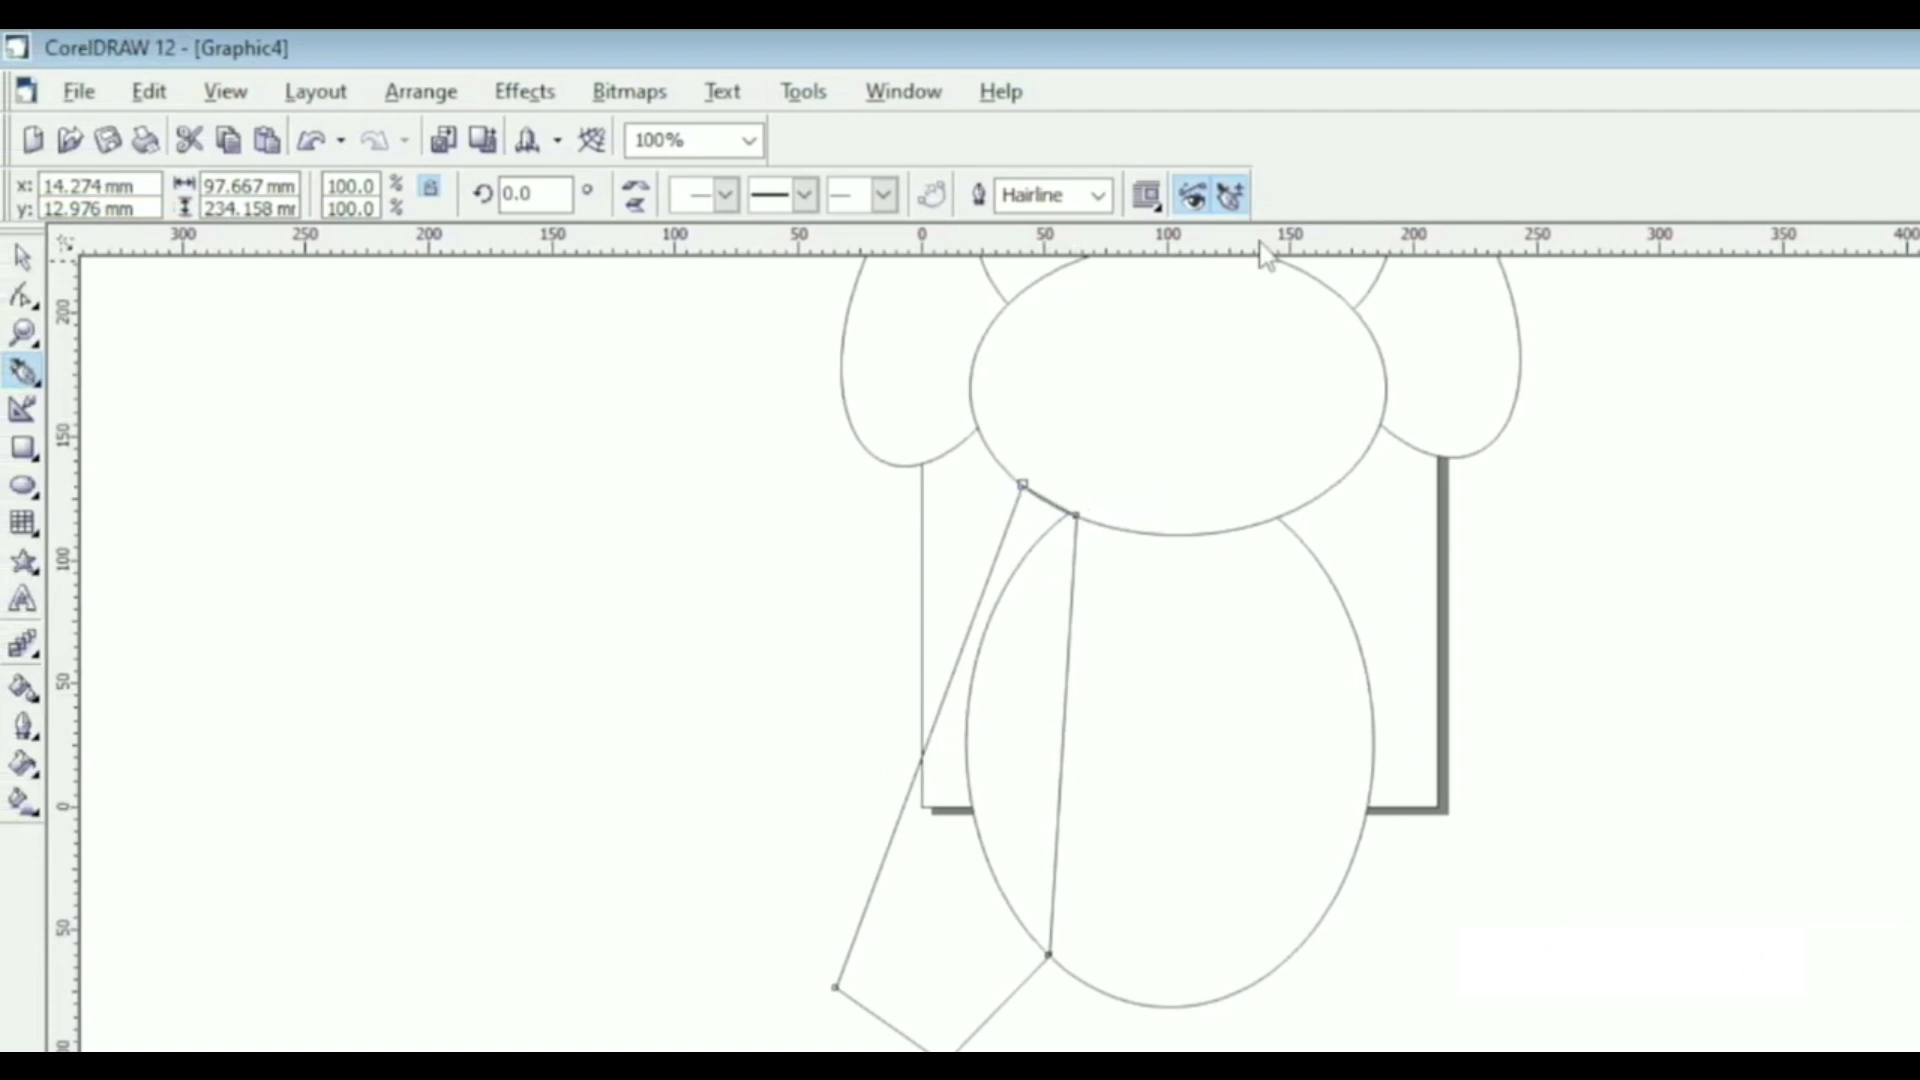 CorelDRAW 12 - [Graphic4]
File Edit View Layout Arrange Effects Bitmaps Text Tools Window Help
100%
x: 14.274 mm 97.667 mm 100.0 % 0.0 ° Hairline
y: 12.976 mm 234.158 mr 100.0 %
300 250 200 150 100 50 0 50 100 150 200 250 300 350 400
200
150
100
50
0
50